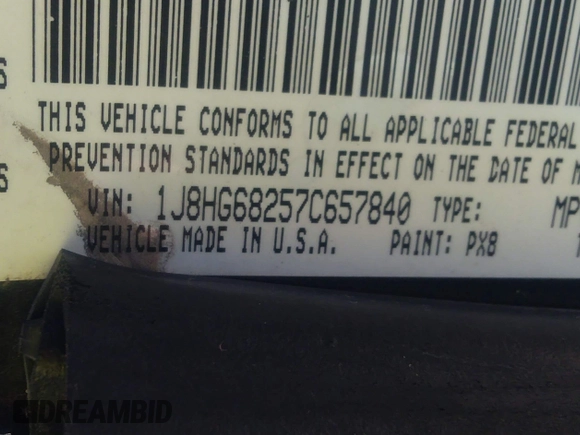 S
S
THIS VEHICLE CONFORMS TO ALL APPLICABLE FEDERAL
PREVENTION STANDARDS IN EFFECT ON THE DATE OF
VIN: 1J8HG68257C657840 TYPE: MP
VEHICLE MADE IN U.S.A. PAINT: PX8
DREAMBID